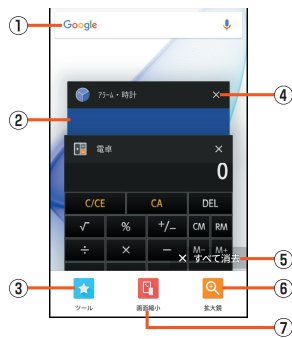 ① Google
アラーム・時計 × ④
②
電卓 ×
0
C/CE CA DEL
√ % +/− CM RM
÷ × − M− M+
× すべて消去 ⑤
③ ⑥
ツール 画面縮小 拡大鏡
⑦